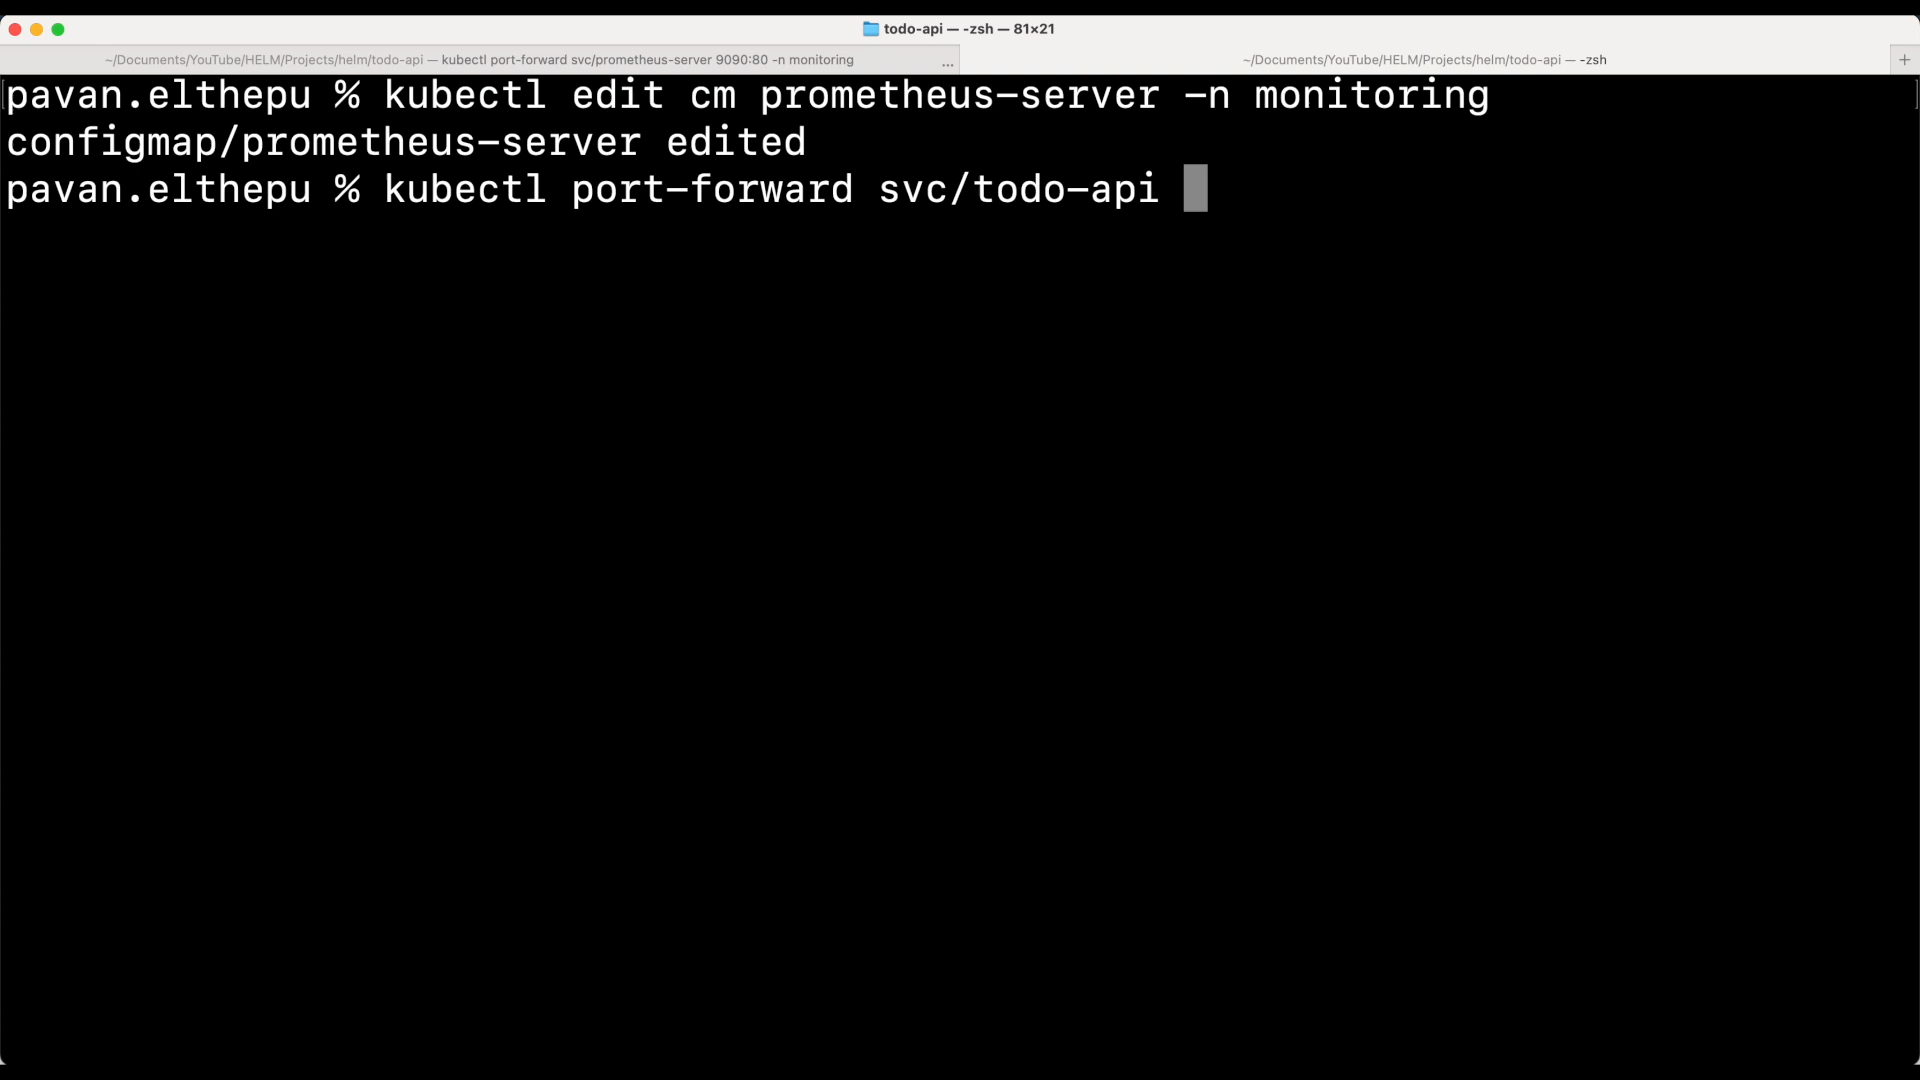 todo-api — -zsh — 81×21
~/Documents/YouTube/HELM/Projects/helm/todo-api — kubectl port-forward svc/prometheus-server 9090:80 -n monitoring ... ~/Documents/YouTube/HELM/Projects/helm/todo-api — -zsh +
pavan.elthepu % kubectl edit cm prometheus-server -n monitoring
configmap/prometheus-server edited
pavan.elthepu % kubectl port-forward svc/todo-api